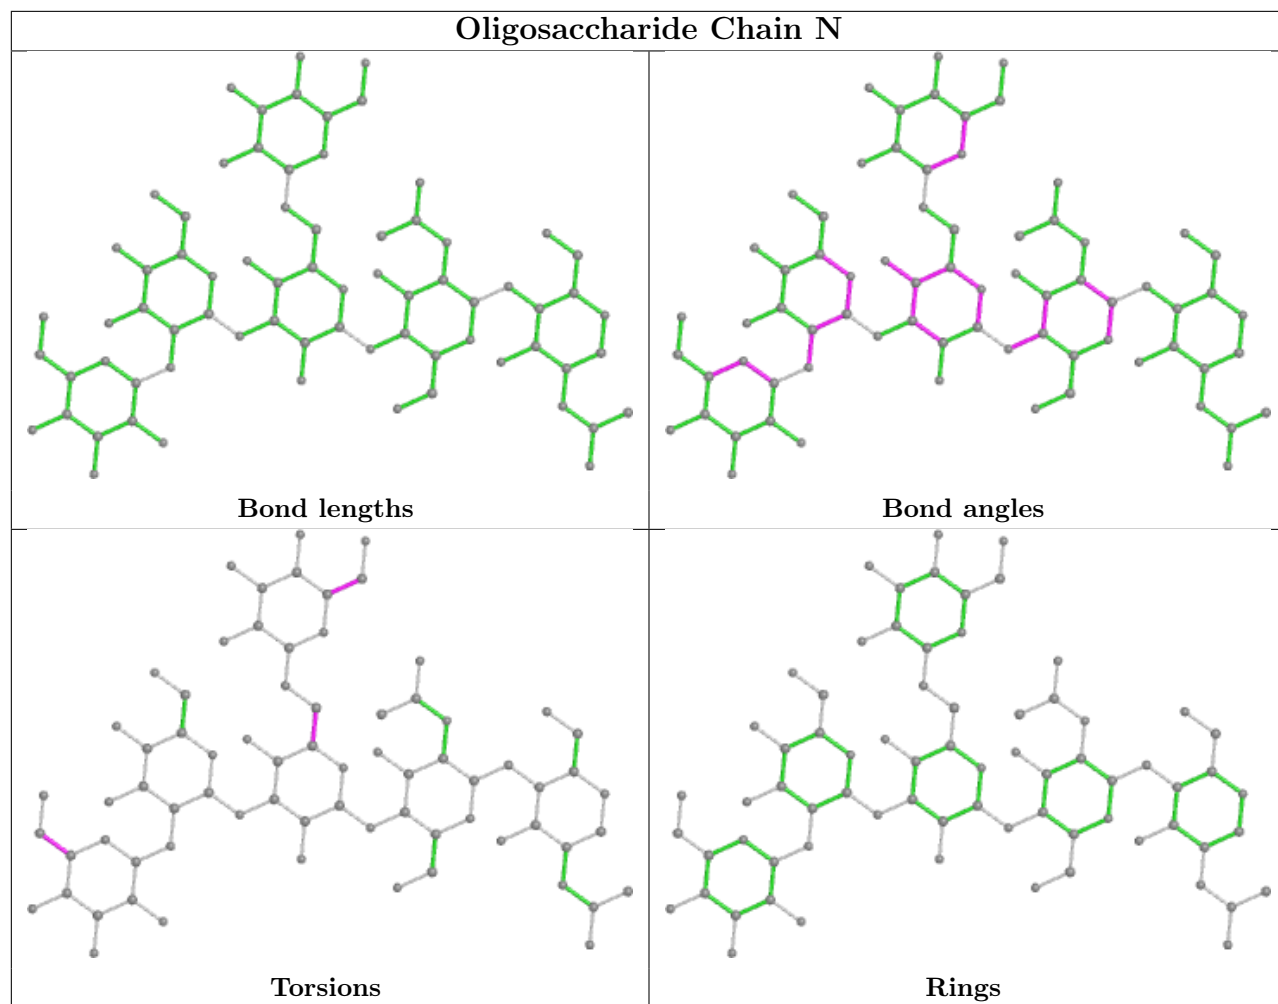 Oligosaccharide Chain N
Bond lengths
Bond angles
Torsions
Rings